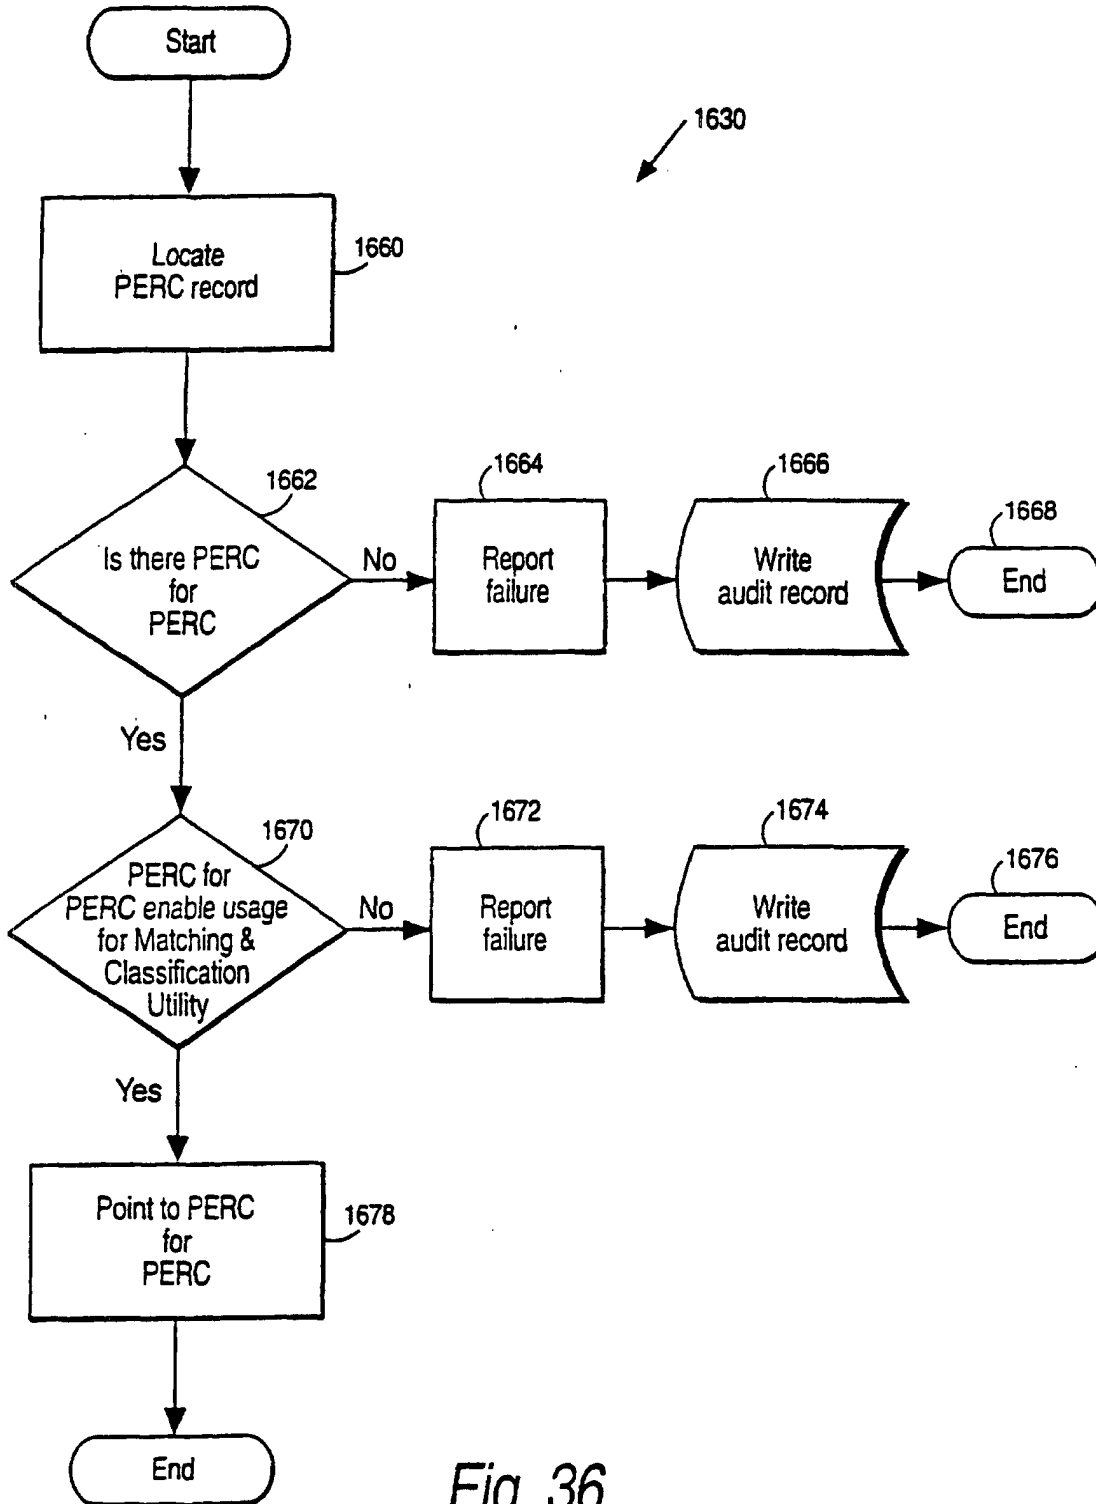 Start
1630
Locate
PERC record
1660
1662
Is there PERC
for
PERC
No
1664
Report
failure
1666
Write
audit record
1668
End
Yes
1670
PERC for
PERC enable usage
for Matching &
Classification
Utility
No
1672
Report
failure
1674
Write
audit record
1676
End
Yes
Point to PERC
for
PERC
1678
End
Fig. 36